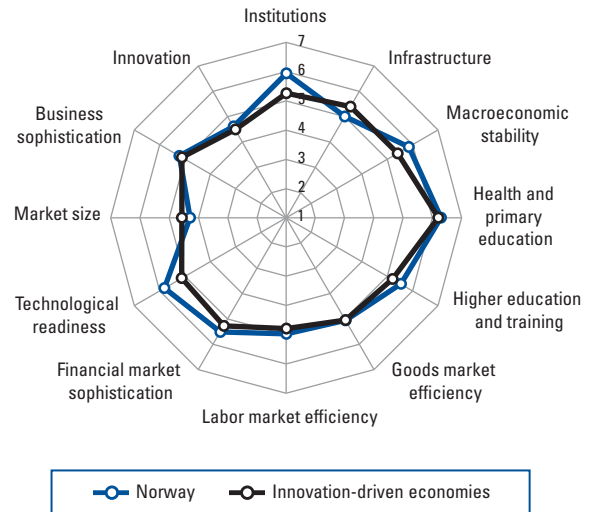 Institutions
7
Innovation
Infrastructure
6
5
Business
sophistication
Macroeconomic
stability
4
3
2
Market size
1
Health and
primary
education
Technological
readiness
Higher education
and training
Financial market
sophistication
Goods market
efficiency
Labor market efficiency
Norway
Innovation-driven economies